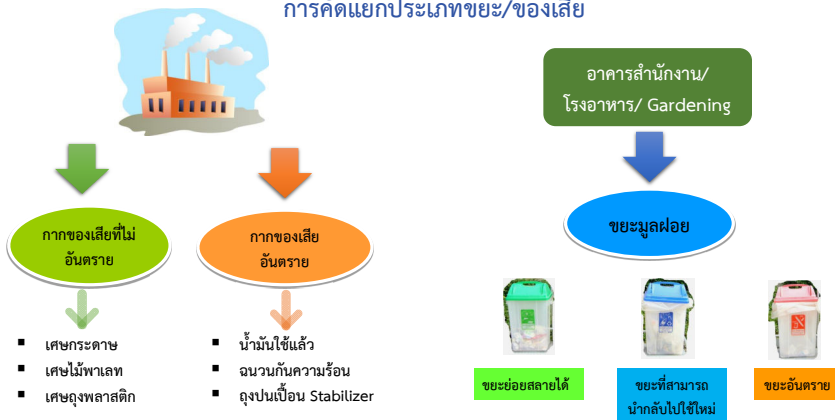 การคัดแยกประเภทขยะ/ของเสีย
อาคารสำนักงาน/
โรงอาหาร/ Gardening
กากของเสียที่ไม่
อันตราย
กากของเสีย
อันตราย
ขยะมูลฝอย
▪ เศษกระดาษ
▪ เศษไม้พาเลท
▪ เศษถุงพลาสติก
▪ น้ำมันใช้แล้ว
▪ ฉนวนกันความร้อน
▪ ถุงปนเปื้อน Stabilizer
ขยะย่อยสลายได้
ขยะที่สามารถ
นำกลับไปใช้ใหม่
ขยะอันตราย